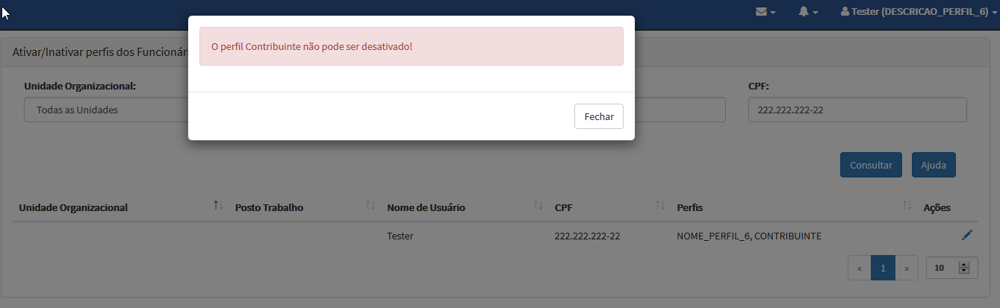 Tester (DESCRICAO_PERFIL_6)
O perfil Contribuinte não pode ser desativado!
Fechar
Ativar/Inativar perfis dos Funcionári
Unidade Organizacional:
CPF:
Todas as Unidades
222.222.222-22
Consultar
Ajuda
Unidade Organizacional
Posto Trabalho
Nome de Usuário
CPF
Perfis
Ações
Tester
222.222.222-22
NOME_PERFIL_6, CONTRIBUINTE
«
1
»
10